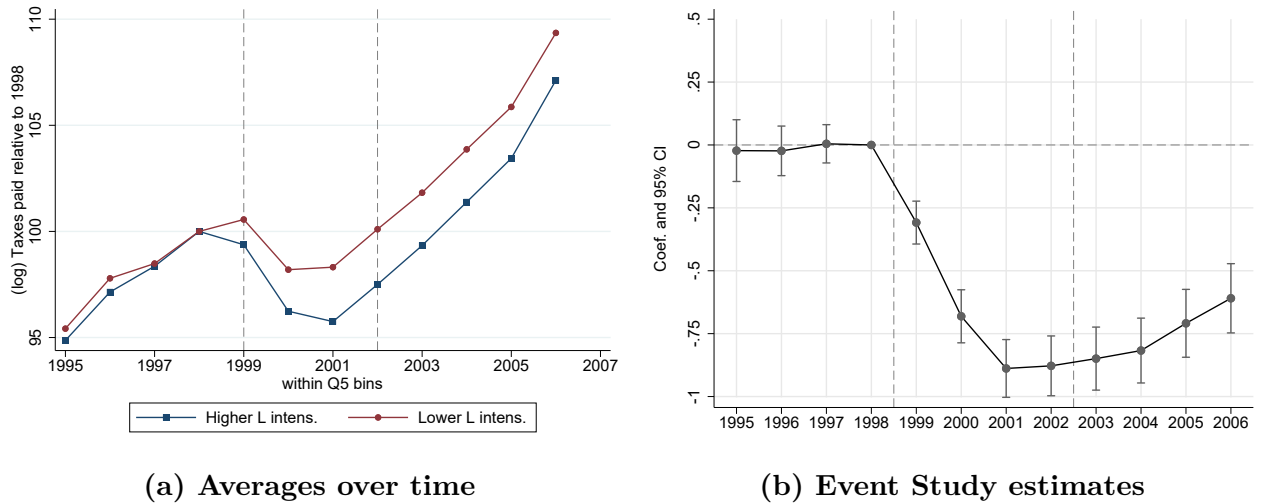 (log) Taxes paid relative to 1998
110
105
100
95
1995 1997 1999 2001 2003 2005 2007
within Q5 bins
Higher L intens. Lower L intens.
(a) Averages over time
Coef. and 95% CI
.5
.25
0
-.25
-.5
-.75
-1
1995 1996 1997 1998 1999 2000 2001 2002 2003 2004 2005 2006
(b) Event Study estimates